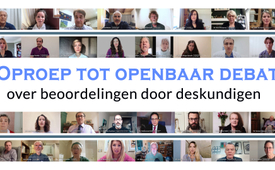 OPROEP TOT OPENBAAR DEBAT
over beoordelingen door deskundigen